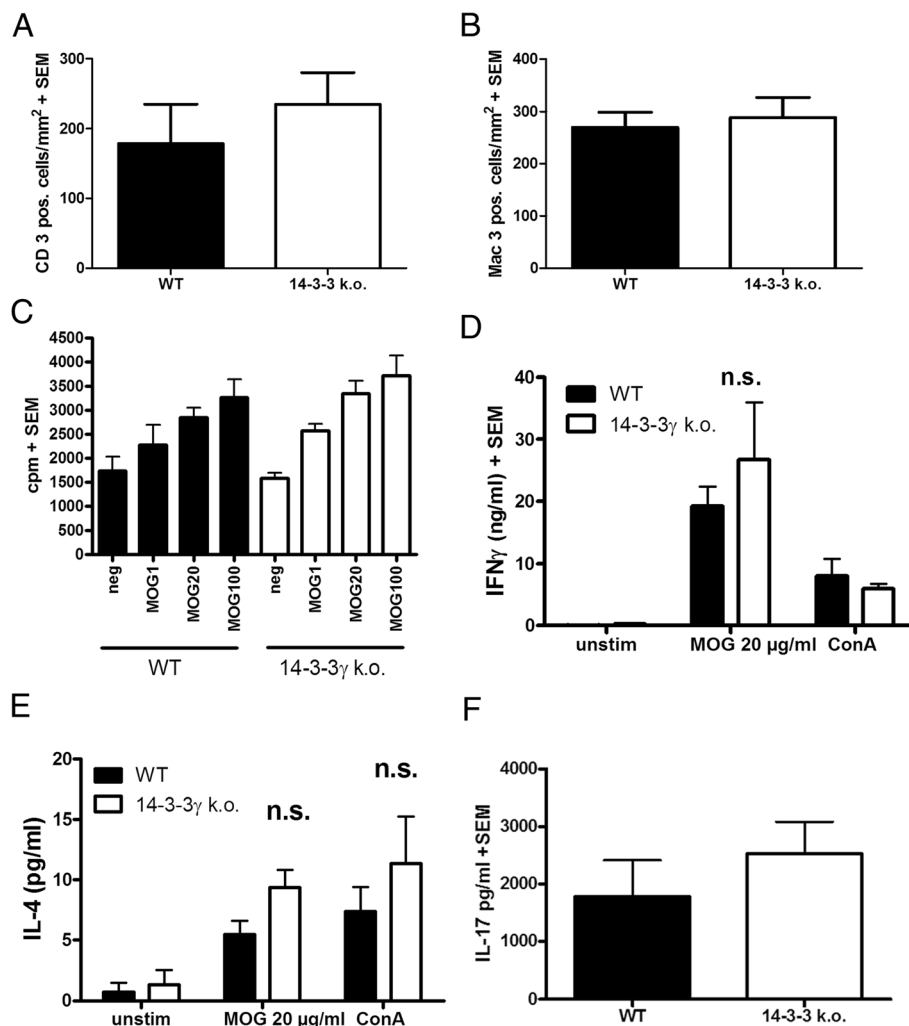 A
CD 3 pos. cells/mm² + SEM
300
200
100
0
WT
14-3-3 k.o.
B
Mac 3 pos. cells/mm² + SEM
400
300
200
100
0
WT
14-3-3 k.o.
C
cpm + SEM
4500
4000
3500
3000
2500
2000
1500
1000
500
0
neg
MOG1
MOG20
MOG100
neg
MOG1
MOG20
MOG100
WT
14-3-3γ k.o.
D
IFNγ (ng/ml) + SEM
40
30
20
10
0
WT
14-3-3γ k.o.
n.s.
unstim
MOG 20 µg/ml
ConA
E
IL-4 (pg/ml)
20
15
10
5
0
WT
14-3-3γ k.o.
n.s.
n.s.
unstim
MOG 20 µg/ml
ConA
F
IL-17 pg/ml +SEM
4000
3000
2000
1000
0
WT
14-3-3 k.o.